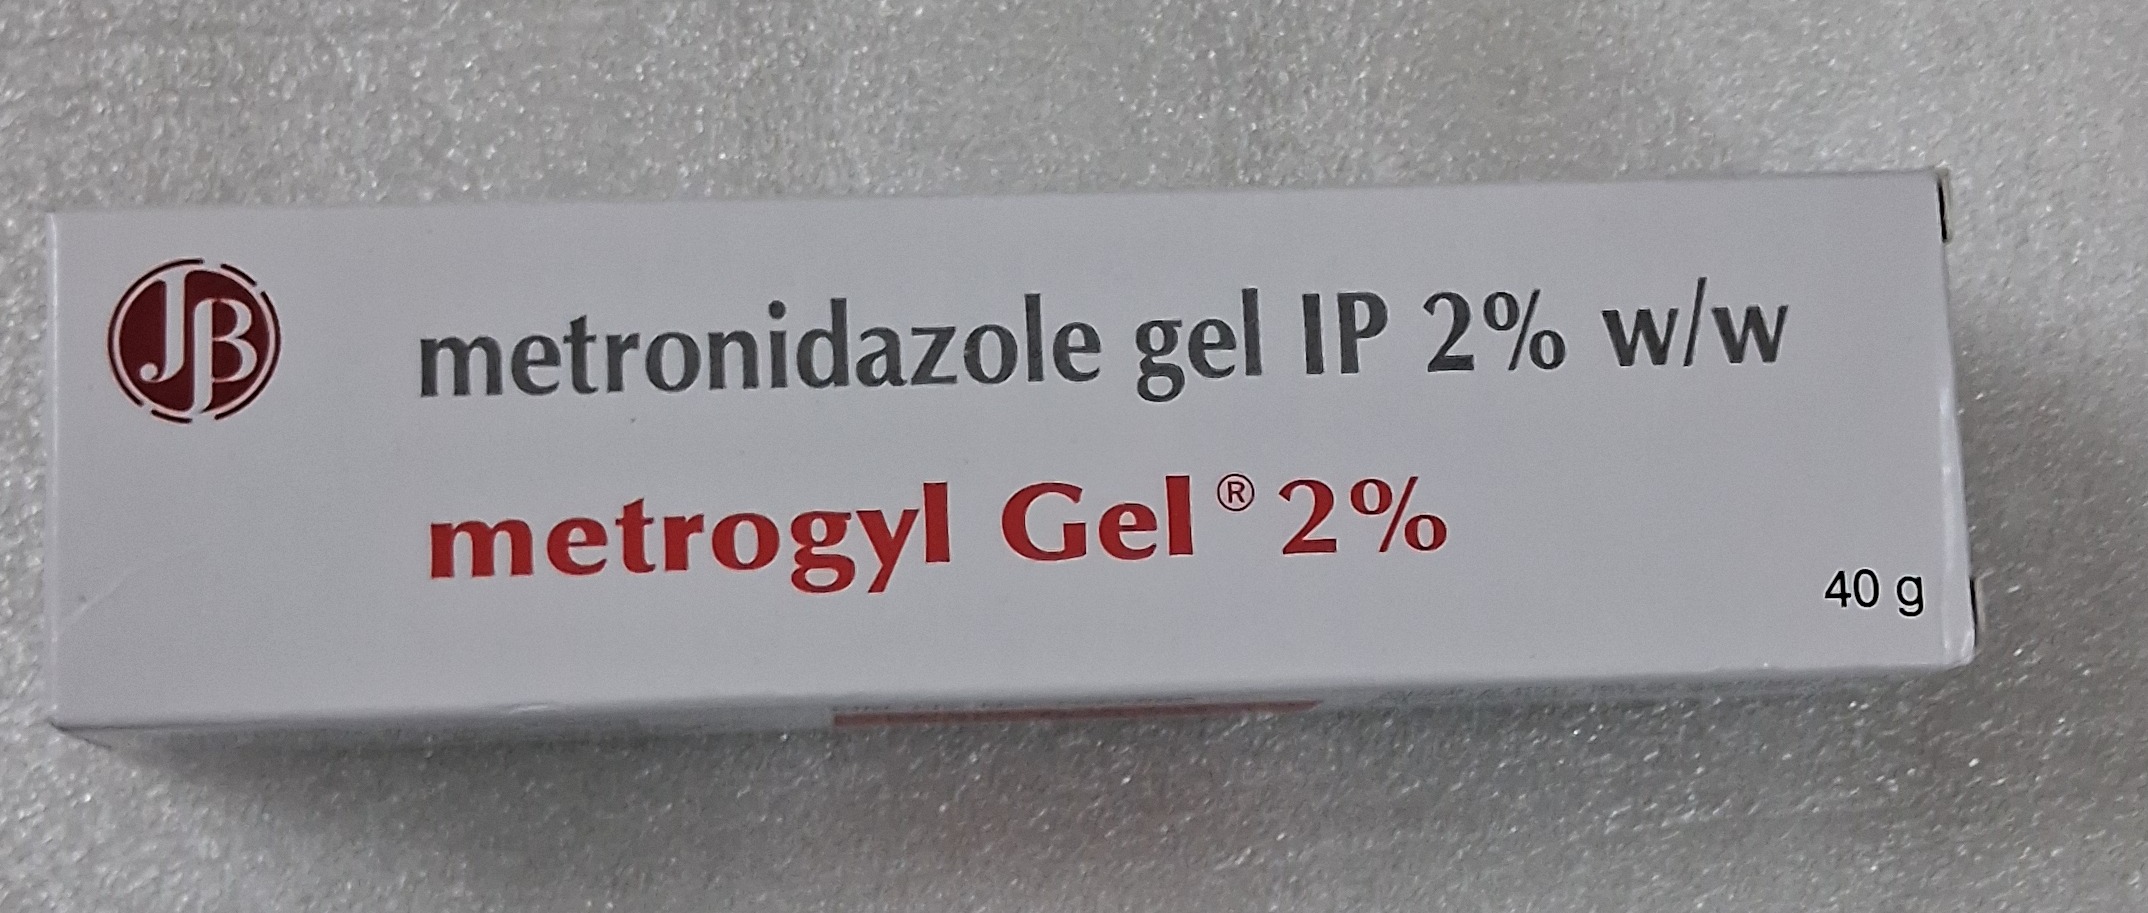 JB
metronidazole gel IP 2% w/w
metrogyl Gel® 2%
40 g